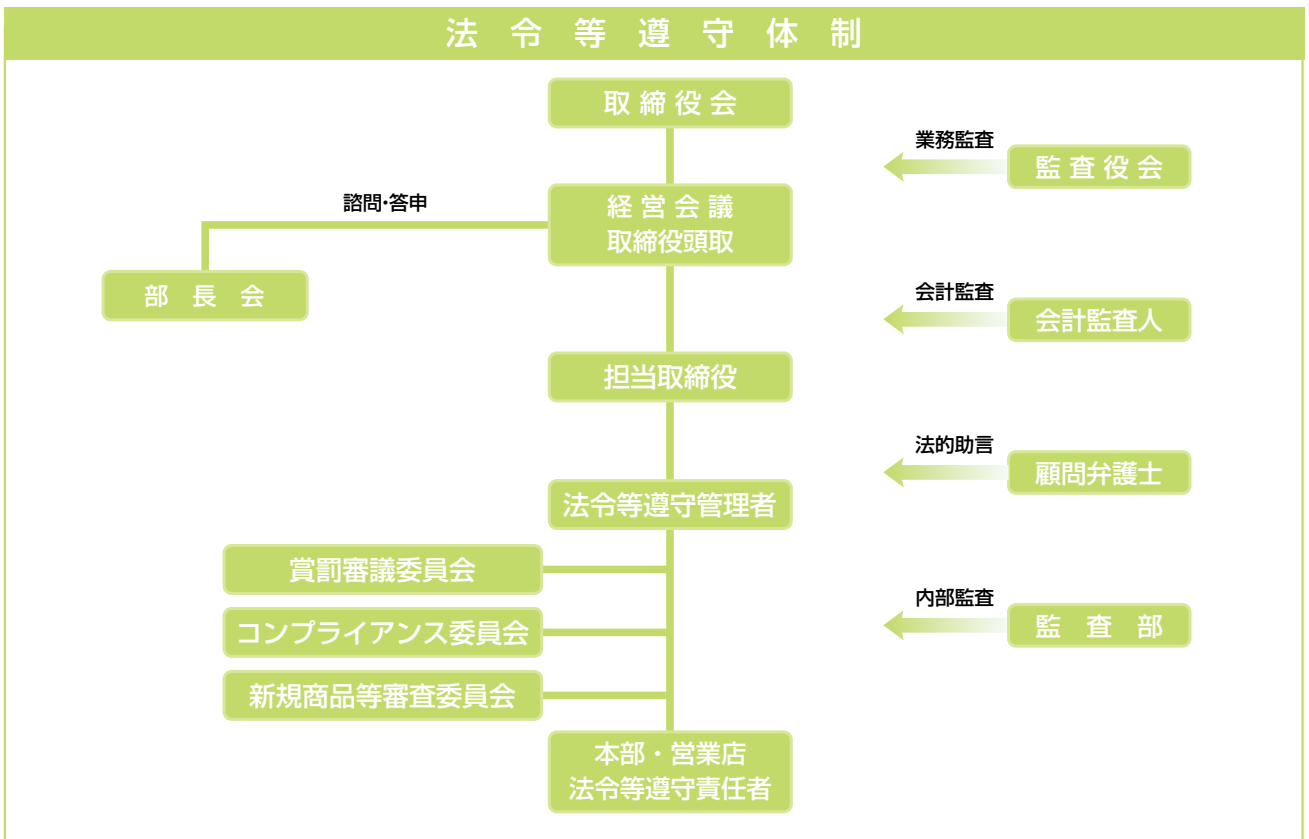 法令等遵守体制
取締役会
業務監査
監査役会
諮問・答申
経営会議
取締役頭取
部長会
会計監査
会計監査人
担当取締役
法的助言
顧問弁護士
法令等遵守管理者
賞罰審議委員会
内部監査
監査部
コンプライアンス委員会
新規商品等審査委員会
本部・営業店
法令等遵守責任者